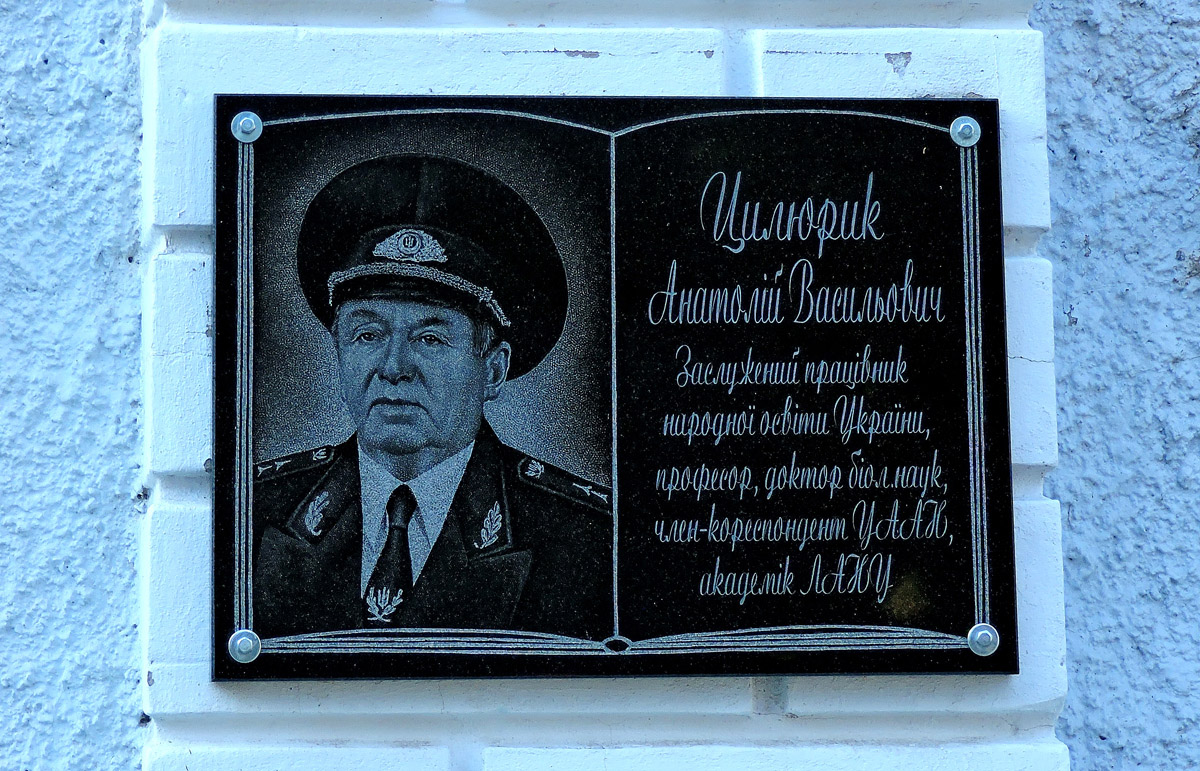 Цилюрик
Анатолій Васильович
Заслужений працівник
народної освіти України,
професор, доктор біол.наук,
член-кореспондент УААН,
академік ЛАНУ